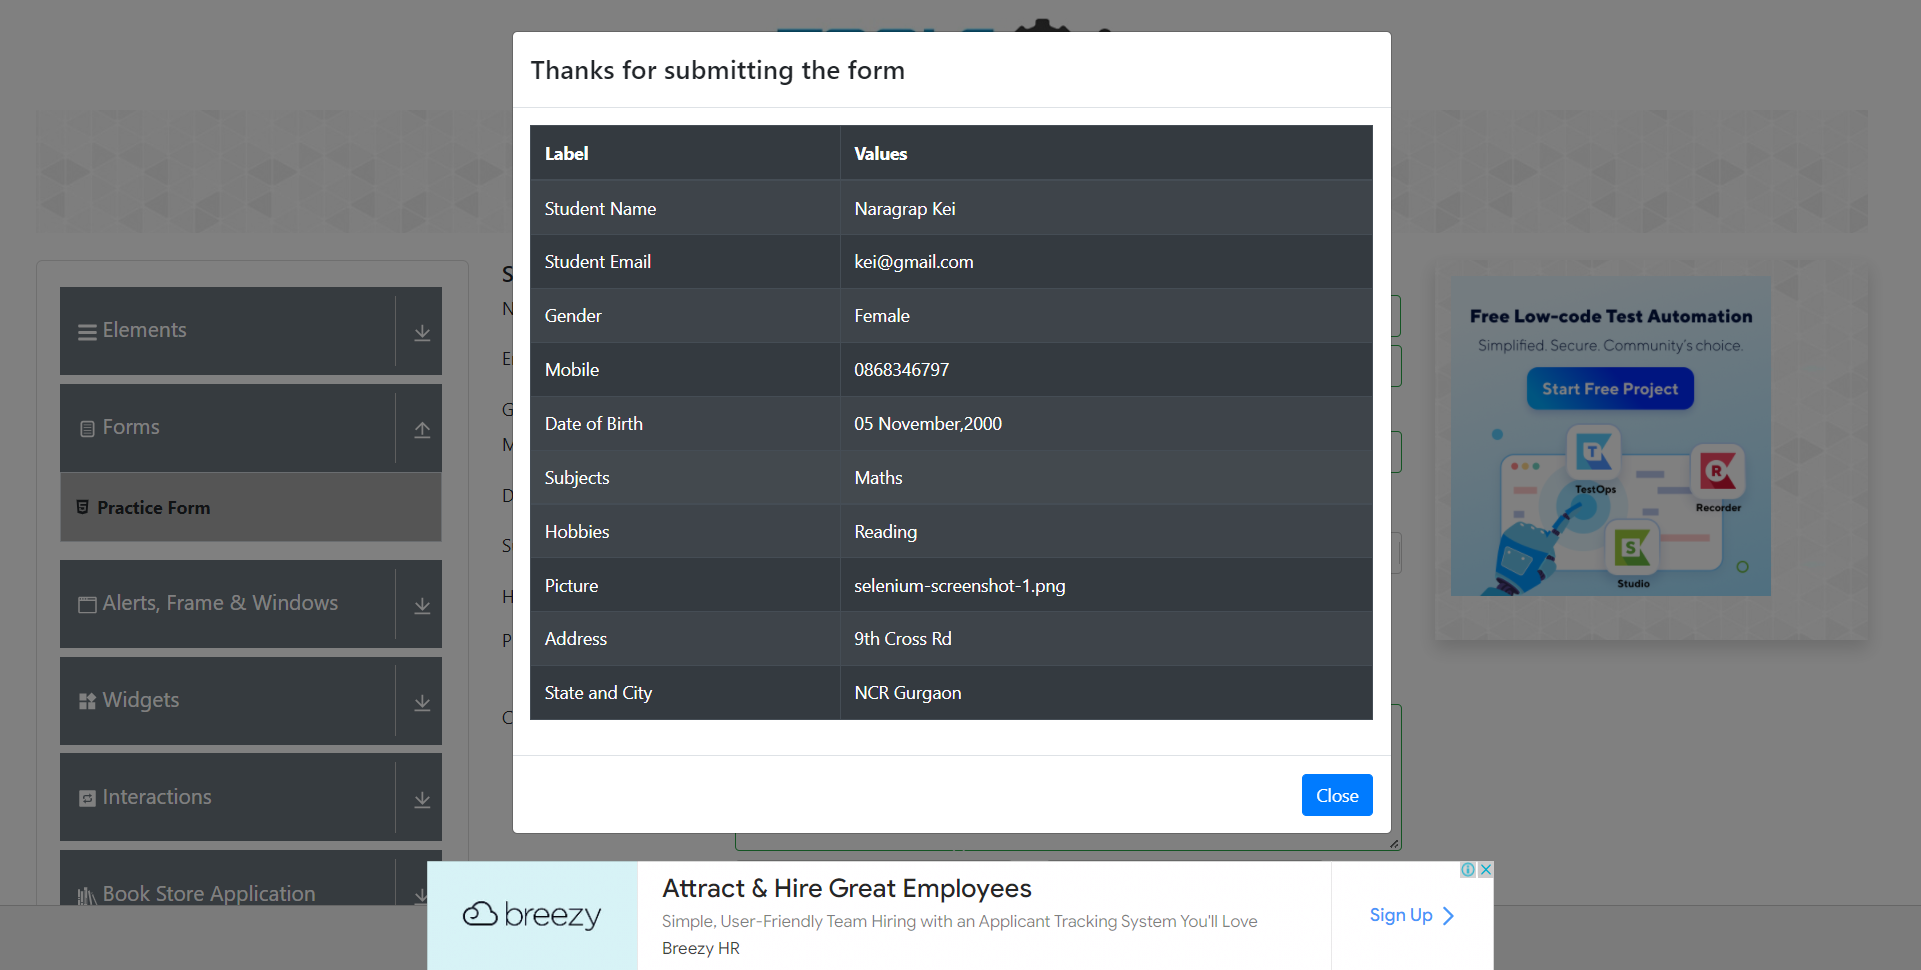 Thanks for submitting the form
Label Values
Student Name Naragrap Kei
Student Email kei@gmail.com
Gender Female
Mobile 0868346797
Date of Birth 05 November,2000
Subjects Maths
Hobbies Reading
Picture selenium-screenshot-1.png
Address 9th Cross Rd
State and City NCR Gurgaon
Close
Elements
Forms
Practice Form
Alerts, Frame & Windows
Widgets
Interactions
Book Store Application
Free Low-code Test Automation
Simplified. Secure. Community's choice.
Start Free Project
TestOps
Recorder
Studio
breezy
Attract & Hire Great Employees
Simple, User-Friendly Team Hiring with an Applicant Tracking System You'll Love
Breezy HR
Sign Up